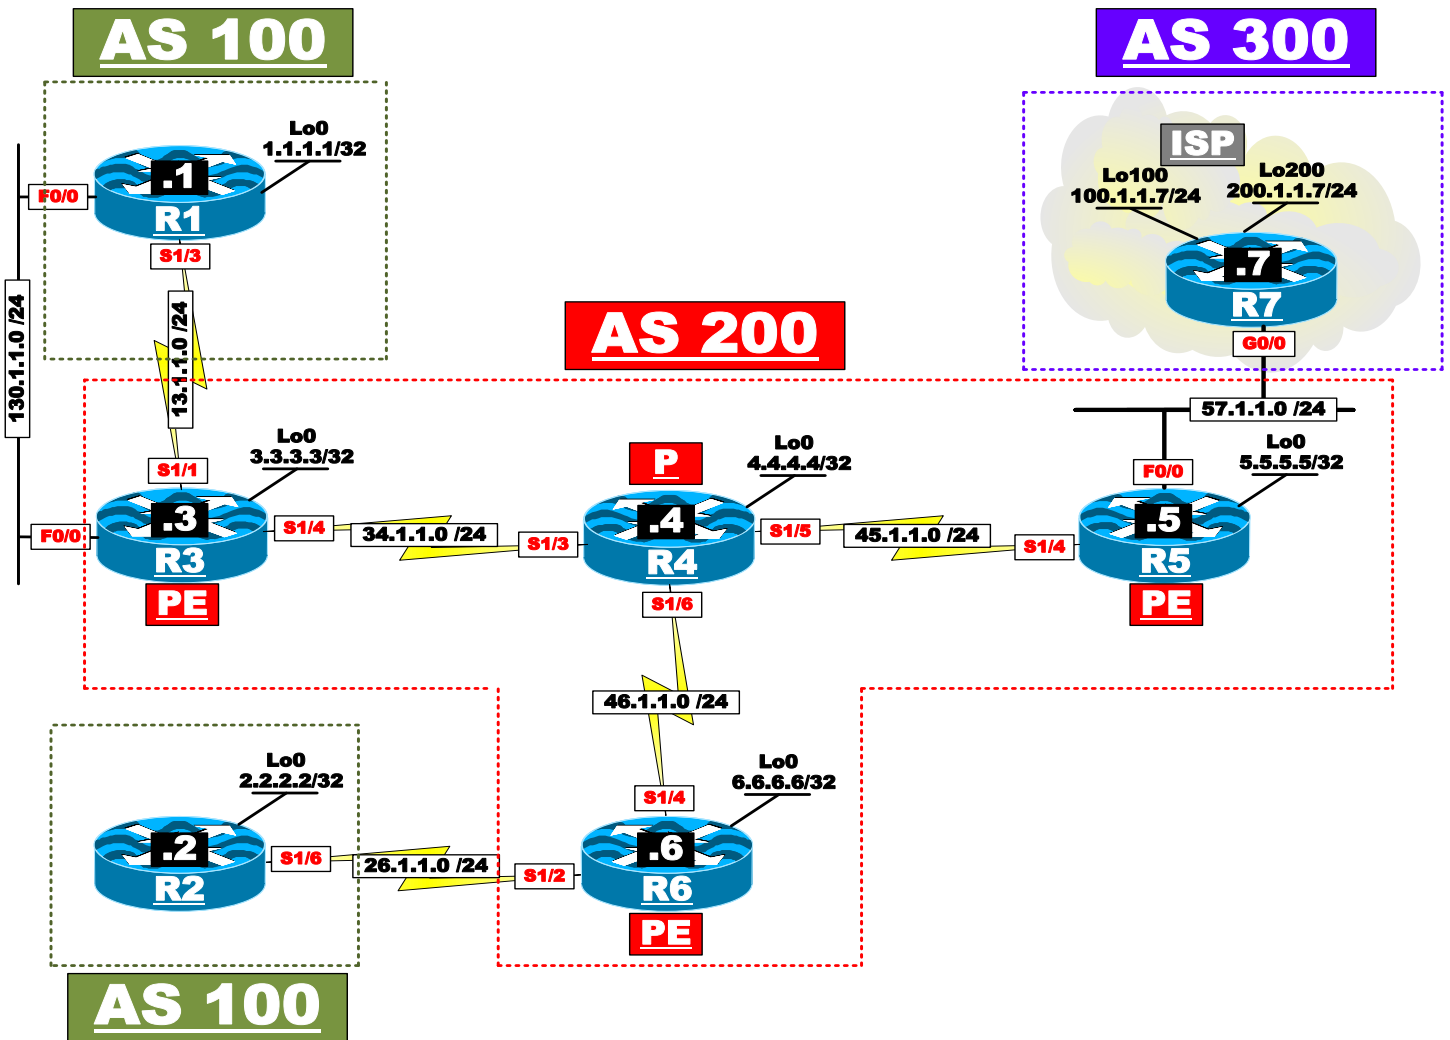 AS 100
AS 300
Lo0
1.1.1.1/32
.1
R1
F0/0
S1/3
ISP
Lo100
100.1.1.7/24
Lo200
200.1.1.7/24
.7
R7
G0/0
130.1.1.0 /24
13.1.1.0 /24
AS 200
57.1.1.0 /24
S1/1
Lo0
3.3.3.3/32
.3
R3
PE
F0/0
S1/4
34.1.1.0 /24
S1/3
P
Lo0
4.4.4.4/32
.4
R4
S1/5
S1/6
45.1.1.0 /24
S1/4
F0/0
Lo0
5.5.5.5/32
.5
R5
PE
46.1.1.0 /24
S1/4
Lo0
6.6.6.6/32
.6
R6
PE
Lo0
2.2.2.2/32
.2
R2
S1/6
26.1.1.0 /24
S1/2
AS 100